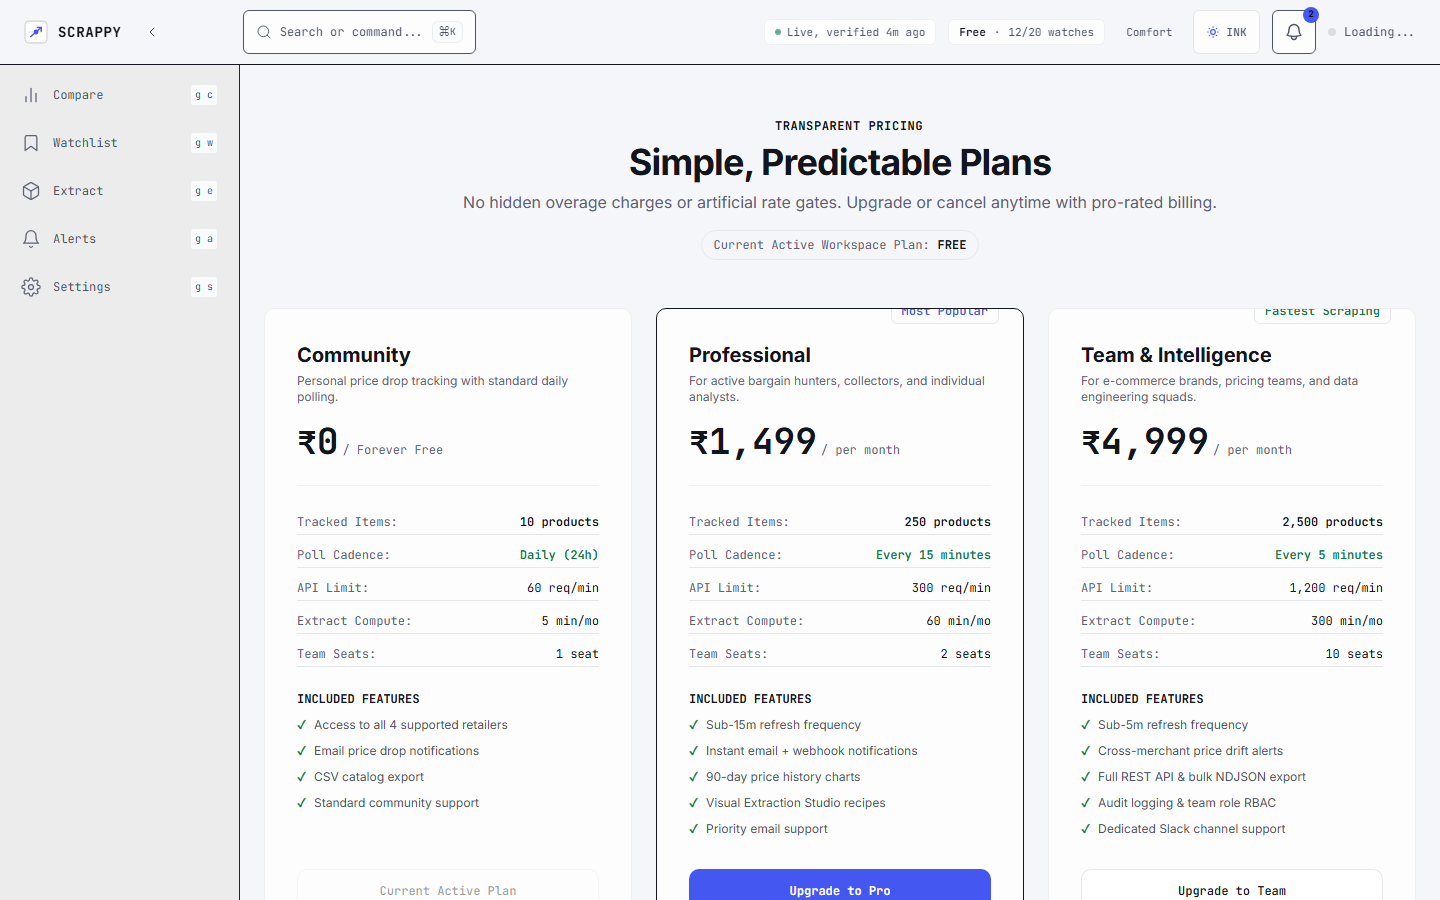 SCRAPPY
Search or command...
⌘K
Live, verified 4m ago
Free · 12/20 watches
Comfort
INK
2
Loading...
Compare g c
Watchlist g w
Extract g e
Alerts g a
Settings g s
TRANSPARENT PRICING
Simple, Predictable Plans
No hidden overage charges or artificial rate gates. Upgrade or cancel anytime with pro-rated billing.
Current Active Workspace Plan: FREE
Community
Personal price drop tracking with standard daily
polling.
₹0 / Forever Free
Tracked Items: 10 products
Poll Cadence: Daily (24h)
API Limit: 60 req/min
Extract Compute: 5 min/mo
Team Seats: 1 seat
INCLUDED FEATURES
✓ Access to all 4 supported retailers
✓ Email price drop notifications
✓ CSV catalog export
✓ Standard community support
Current Active Plan
Most Popular
Professional
For active bargain hunters, collectors, and individual
analysts.
₹1,499 / per month
Tracked Items: 250 products
Poll Cadence: Every 15 minutes
API Limit: 300 req/min
Extract Compute: 60 min/mo
Team Seats: 2 seats
INCLUDED FEATURES
✓ Sub-15m refresh frequency
✓ Instant email + webhook notifications
✓ 90-day price history charts
✓ Visual Extraction Studio recipes
✓ Priority email support
Upgrade to Pro
Fastest Scraping
Team & Intelligence
For e-commerce brands, pricing teams, and data
engineering squads.
₹4,999 / per month
Tracked Items: 2,500 products
Poll Cadence: Every 5 minutes
API Limit: 1,200 req/min
Extract Compute: 300 min/mo
Team Seats: 10 seats
INCLUDED FEATURES
✓ Sub-5m refresh frequency
✓ Cross-merchant price drift alerts
✓ Full REST API & bulk NDJSON export
✓ Audit logging & team role RBAC
✓ Dedicated Slack channel support
Upgrade to Team